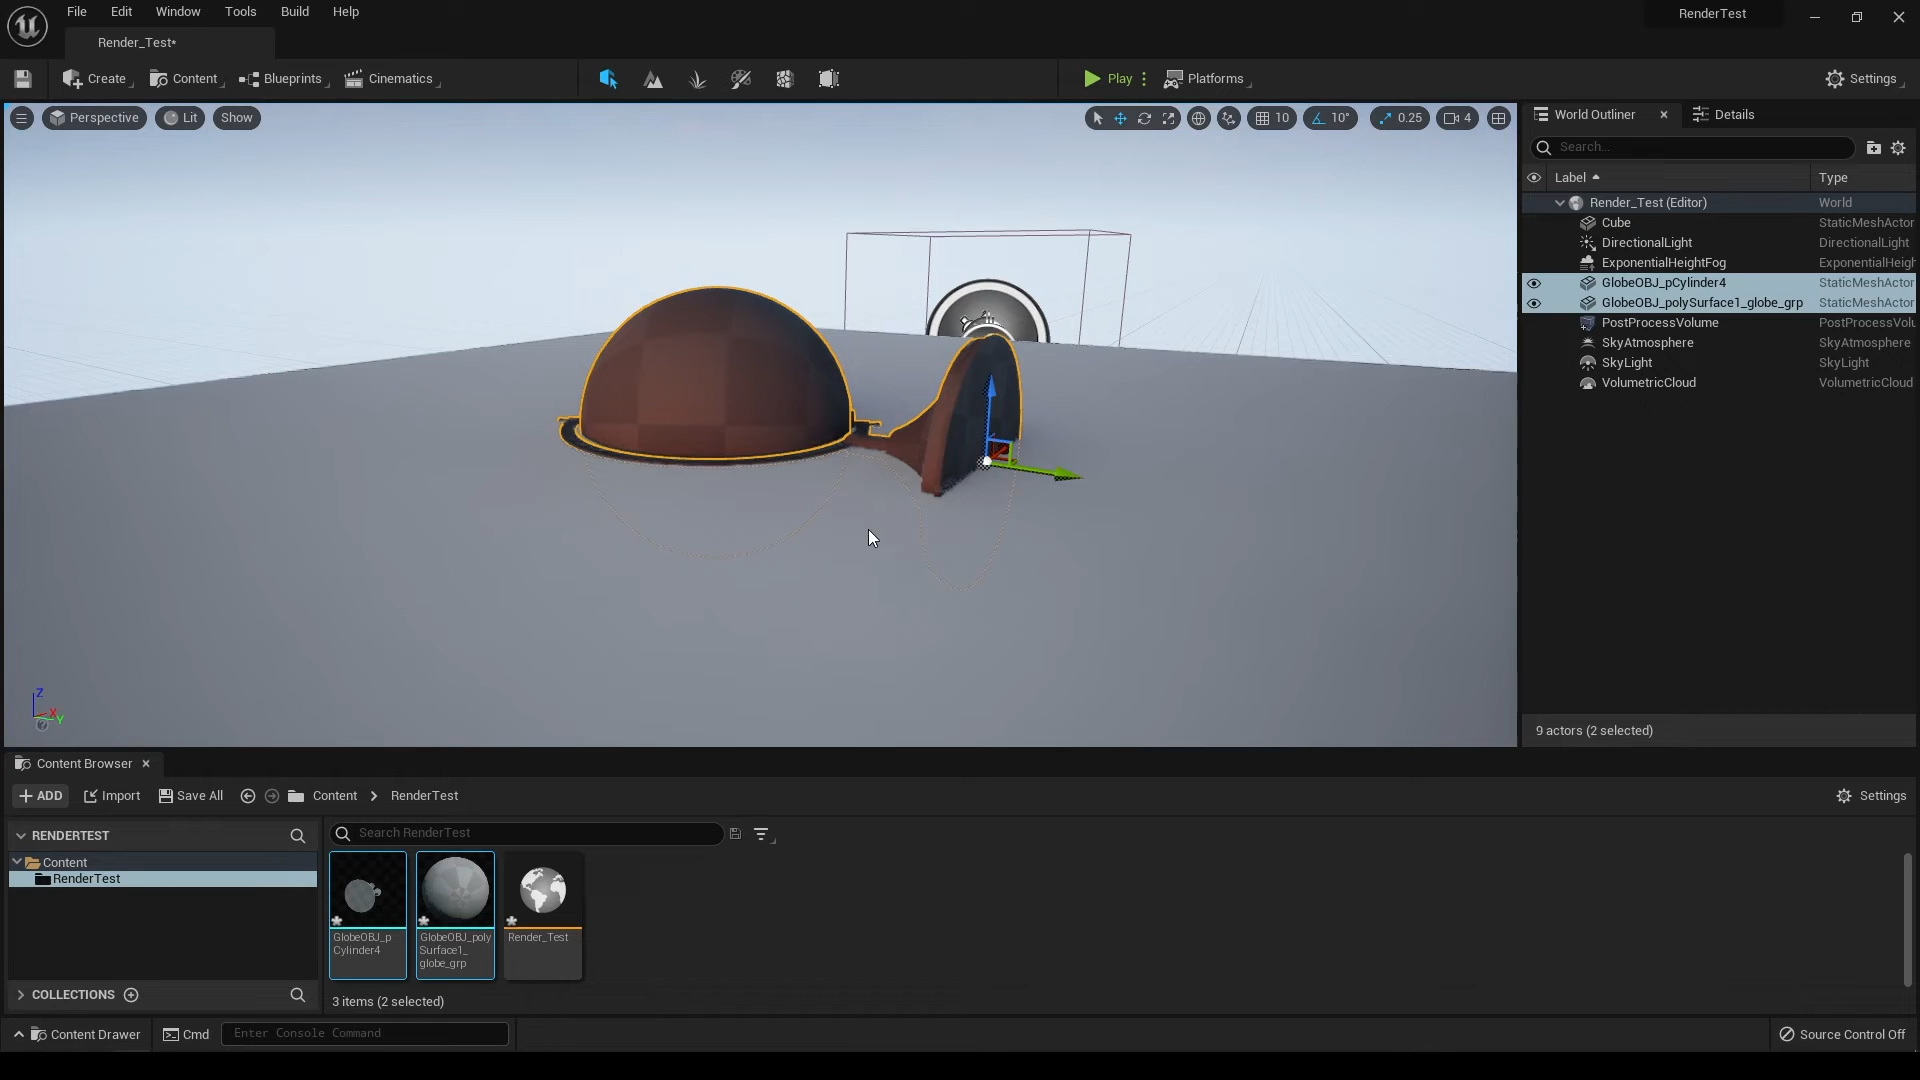 File Edit Window Tools Build Help
RenderTest
Render_Test*
Create Content Blueprints Cinematics Play Platforms Settings
Perspective Lit Show 10 10° 0.25 4
World Outliner Details
Search...
Label Type
Render_Test (Editor) World
Cube StaticMeshActor
DirectionalLight DirectionalLight
ExponentialHeightFog ExponentialHeigh
GlobeOBJ_pCylinder4 StaticMeshActor
GlobeOBJ_polySurface1_globe_grp StaticMeshActor
PostProcessVolume PostProcessVolu
SkyAtmosphere SkyAtmosphere
SkyLight SkyLight
VolumetricCloud VolumetricCloud
Z
X
Y
9 actors (2 selected)
Content Browser
ADD Import Save All Content RenderTest Settings
RENDERTEST
Search RenderTest
Content
RenderTest
GlobeOBJ_p
Cylinder4
GlobeOBJ_poly
Surface1_
globe_grp
Render_Test
COLLECTIONS
3 items (2 selected)
Content Drawer Cmd Enter Console Command Source Control Off